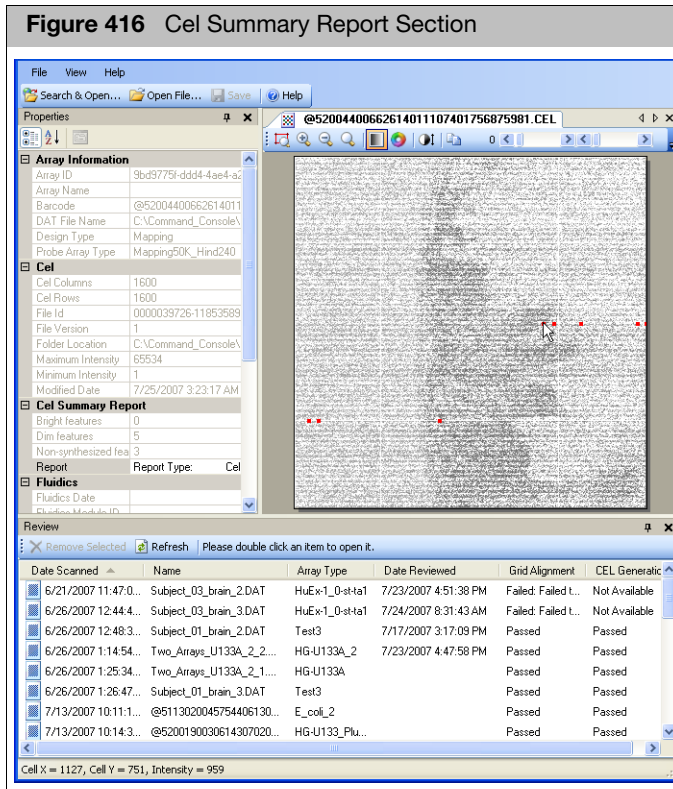 Figure 416 Cel Summary Report Section
File View Help
Search & Open... Open File... Save Help
Properties
@52004400662614011107401756875981.CEL
0
Array Information
Array ID 9bd9775f-ddd4-4ae4-a2
Array Name
Barcode @52004400662614011
DAT File Name C:\Command_Console\
Design Type Mapping
Probe Array Type Mapping50K_Hind240
Cel
Cel Columns 1600
Cel Rows 1600
File Id 0000039726-11853589
File Version 1
Folder Location C:\Command_Console\
Maximum Intensity 65534
Minimum Intensity 1
Modified Date 7/25/2007 3:23:17 AM
Cel Summary Report
Bright features 0
Dim features 5
Non-synthesized fea 3
Report Report Type: Cel
Fluidics
Fluidics Date
Fluidics Module ID
Review
Remove Selected Refresh Please double click an item to open it.
Date Scanned Name Array Type Date Reviewed Grid Alignment CEL Generatic
6/21/2007 11:47:0... Subject_03_brain_2.DAT HuEx-1_0-st-ta1 7/23/2007 4:51:38 PM Failed: Failed t... Not Available
6/26/2007 12:44:4... Subject_03_brain_3.DAT HuEx-1_0-st-ta1 7/24/2007 8:31:43 AM Failed: Failed t... Not Available
6/26/2007 12:48:3... Subject_01_brain_2.DAT Test3 7/17/2007 3:17:09 PM Passed Passed
6/26/2007 1:14:54... Two_Arrays_U133A_2_2.... HG-U133A_2 7/23/2007 4:47:58 PM Passed Passed
6/26/2007 1:25:34... Two_Arrays_U133A_2_1.... HG-U133A Passed Passed
6/26/2007 1:26:47... Subject_01_brain_3.DAT Test3 Passed Passed
7/13/2007 10:11:1... @5113020045754406130... E_coli_2 Passed Passed
7/13/2007 10:14:3... @5200190030614307020... HG-U133_Plu... Passed Passed
Cell X = 1127, Cell Y = 751, Intensity = 959